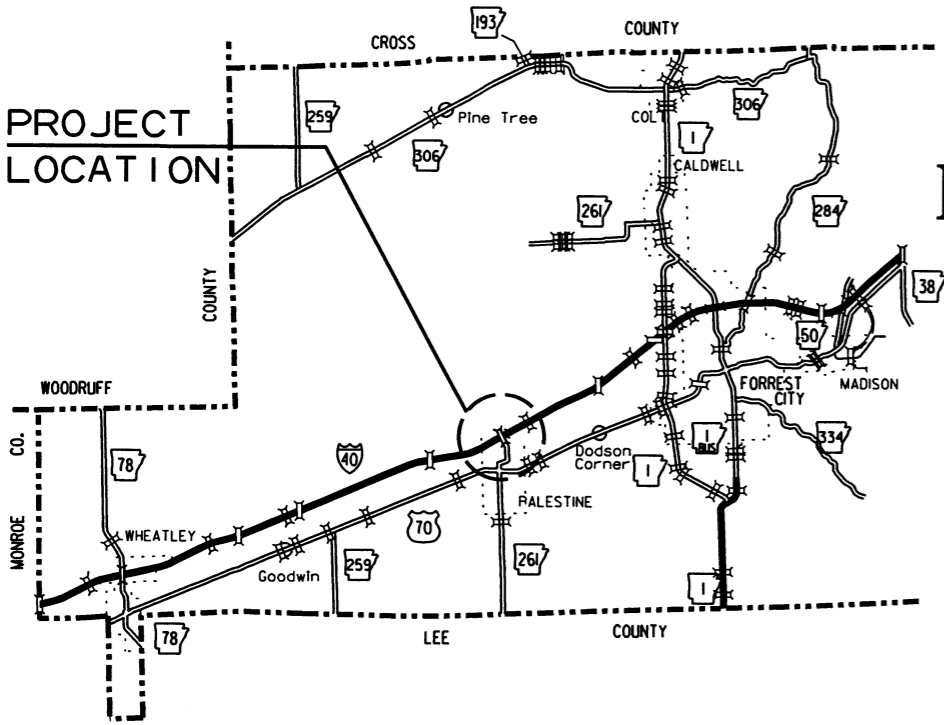 193
CROSS
COUNTY
PROJECT
LOCATION
259
Pine Tree
306
COLT
306
1
CALDWELL
261
284
COUNTY
38
50
WOODRUFF
FORREST
CITY
MADISON
MONROE CO.
78
40
Dodson
Corner
1
BUS
334
1
PALESTINE
WHEATLEY
70
Goodwin
259
261
1
78
LEE
COUNTY